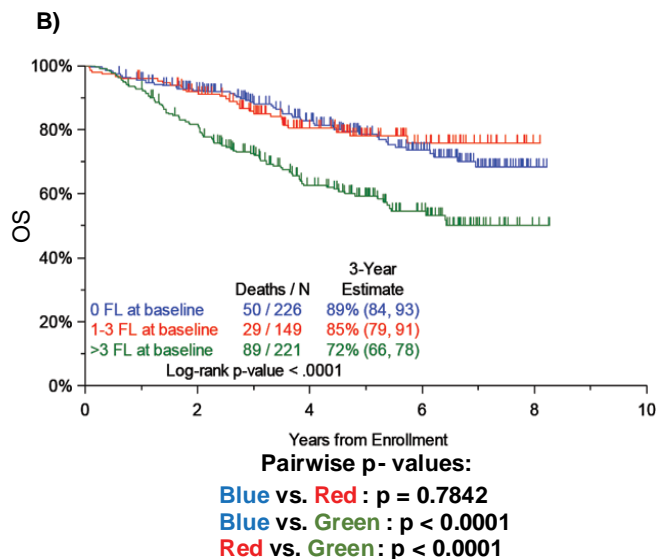 B)
100%
80%
60%
40%
20%
0%
OS
3-Year
Deaths / N Estimate
0 FL at baseline 50 / 226 89% (84, 93)
1-3 FL at baseline 29 / 149 85% (79, 91)
>3 FL at baseline 89 / 221 72% (66, 78)
Log-rank p-value < .0001
0 2 4 6 8 10
Years from Enrollment
Pairwise p- values:
Blue vs. Red : p = 0.7842
Blue vs. Green : p < 0.0001
Red vs. Green : p < 0.0001